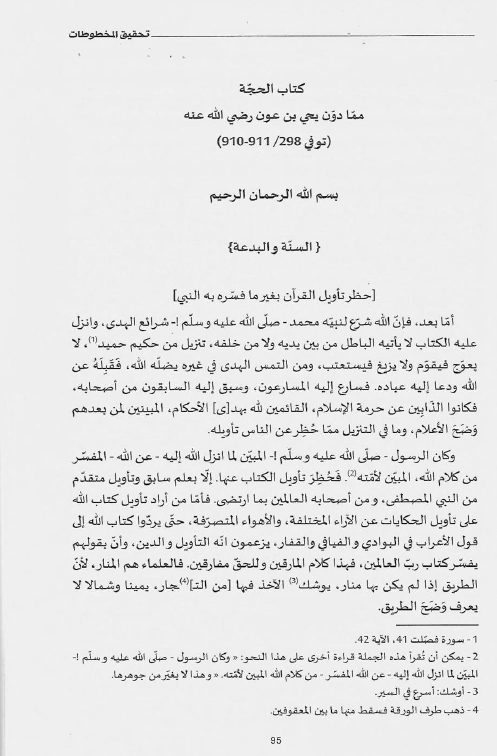 تحقيق المخطوطات
كتاب الحجّة
ممّا دوّن يحي بن عون رضي الله عنه
(توفي 298/ 911-910)
بسم الله الرحمان الرحيم
{ السنّة والبدعة}
[حظر تأويل القرآن بغير ما فسّره به النبي]
أمّا بعد، فإنّ الله شرّع لنبيّه محمد - صلّى الله عليه وسلّم !- شرائع الهدى، وانزل
عليه الكتاب لا يأتيه الباطل من بين يديه ولا من خلفه، تنزيل من حكيم حميد(1)، لا
يعوجّ فيقوّم ولا يزيغ فيستعتب، ومن التمس الهدى في غيره يضلّه الله، فَقَبِلَهُ عن
الله ودعا إليه عباده. فسارع إليه المسارعون، وسبق إليه السابقون من أصحابه،
فكانوا الذّابّين عن حرمة الإسلام، القائمين لله بهد[ى] الأحكام، المبينين لمن بعدهم
وَضَحَ الأعلام، وما في التنزيل ممّا حُظِر عن الناس تأويله.
وكان الرسول - صلّى الله عليه وسلّم !- المبيّن لما انزل الله إليه - عن الله - المفسّر
من كلام الله، المبيّن لأمّته(2). فَحُظِرَ تأويل الكتاب عنها. إلّا بعلم سابق وتأويل متقدّم
من النبي المصطفى، و من أصحابه العالمين بما ارتضى. فأمّا من أراد تأويل كتاب الله
على تأويل الحكايات عن الآراء المختلفة، والأهواء المتصرّفة، حتّى يردّوا كتاب الله إلى
قول الأعراب في البوادي و الفيافي والقفار، يزعمون انّه التأويل والدين، وأنّ بقولهم
يفسّر كتاب ربّ العالمين، فهذا كلام المارقين وللحقّ مفارقين. فالعلماء هم المنار، لأنّ
الطريق إذا لم يكن بها منار، يوشك(3) الآخذ فيها [من التـ](4)جار، يمينا وشمالا لا
يعرف وَضَحَ الطريق.
1 - سورة فصّلت 41، الآية 42.
2 - يمكن أن تُقرأ هذه الجملة قراءة أخرى على هذا النحو: « وكان الرسول - صلّى الله عليه و سلّم !-
المبيّن لما انزل الله إليه - عن الله المفسّر - من كلام الله المبين لأمّته. » وهذا لا يغيّر من جوهرها.
3 - أوشك: أسرع في السير.
4 - ذهب طرف الورقة فسقط منها ما بين المعقوفين.
95